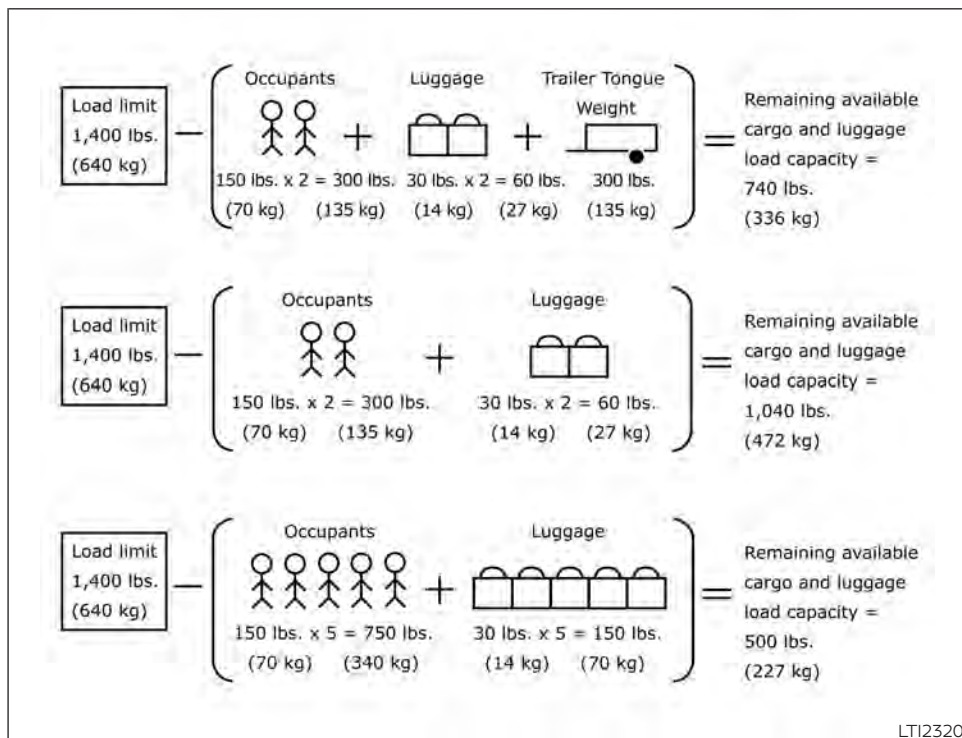 Occupants Luggage Trailer Tongue
Weight
Load limit
1,400 lbs.
(640 kg)
150 lbs. x 2 = 300 lbs. 30 lbs. x 2 = 60 lbs. 300 lbs.
(70 kg) (135 kg) (14 kg) (27 kg) (135 kg)
Remaining available
cargo and luggage
load capacity =
740 lbs.
(336 kg)
Occupants Luggage
Load limit
1,400 lbs.
(640 kg)
150 lbs. x 2 = 300 lbs. 30 lbs. x 2 = 60 lbs.
(70 kg) (135 kg) (14 kg) (27 kg)
Remaining available
cargo and luggage
load capacity =
1,040 lbs.
(472 kg)
Occupants Luggage
Load limit
1,400 lbs.
(640 kg)
150 lbs. x 5 = 750 lbs. 30 lbs. x 5 = 150 lbs.
(70 kg) (340 kg) (14 kg) (70 kg)
Remaining available
cargo and luggage
load capacity =
500 lbs.
(227 kg)
LTI2320